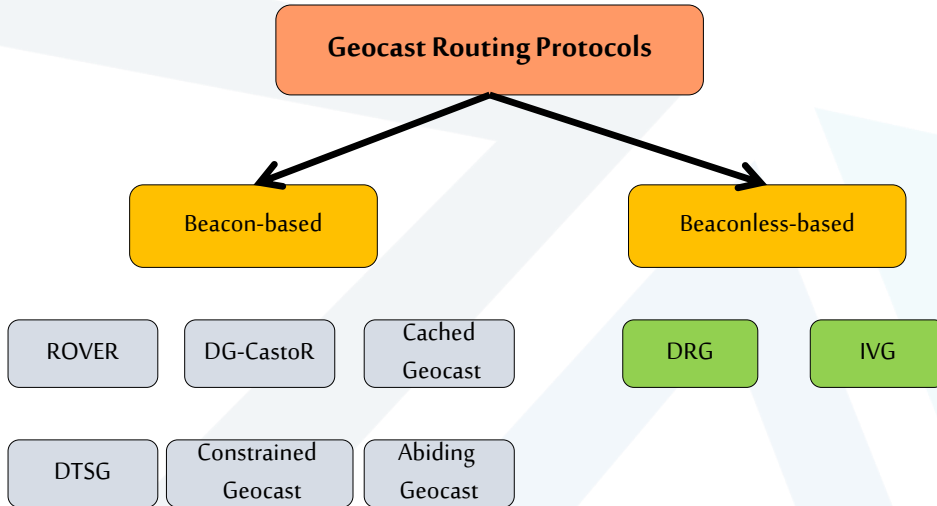 Geocast Routing Protocols
Beacon-based
Beaconless-based
ROVER
DG-CastoR
Cached
Geocast
DRG
IVG
DTSG
Constrained
Geocast
Abiding
Geocast